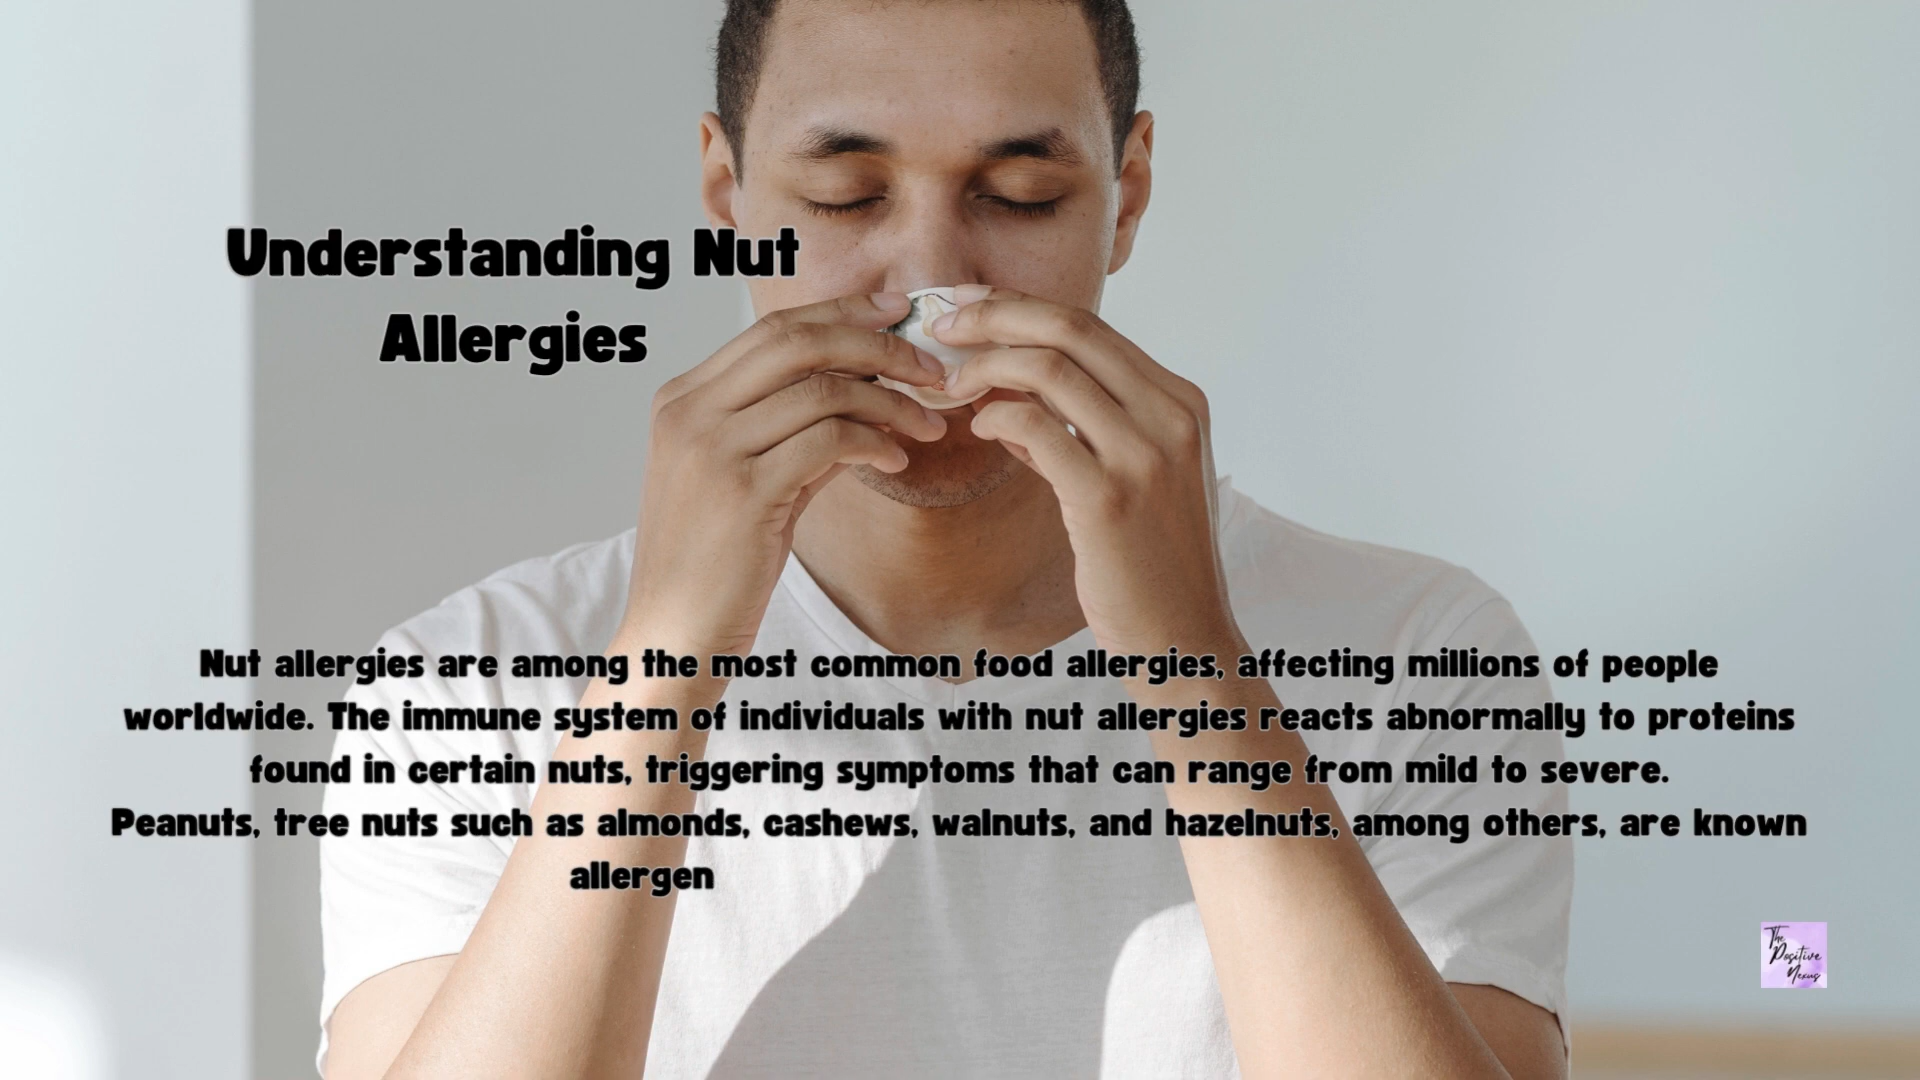 Understanding Nut
Allergies
Nut allergies are among the most common food allergies, affecting millions of people
worldwide. The immune system of individuals with nut allergies reacts abnormally to proteins
found in certain nuts, triggering symptoms that can range from mild to severe.
Peanuts, tree nuts such as almonds, cashews, walnuts, and hazelnuts, among others, are known
allergen
The
Positive
Nexus